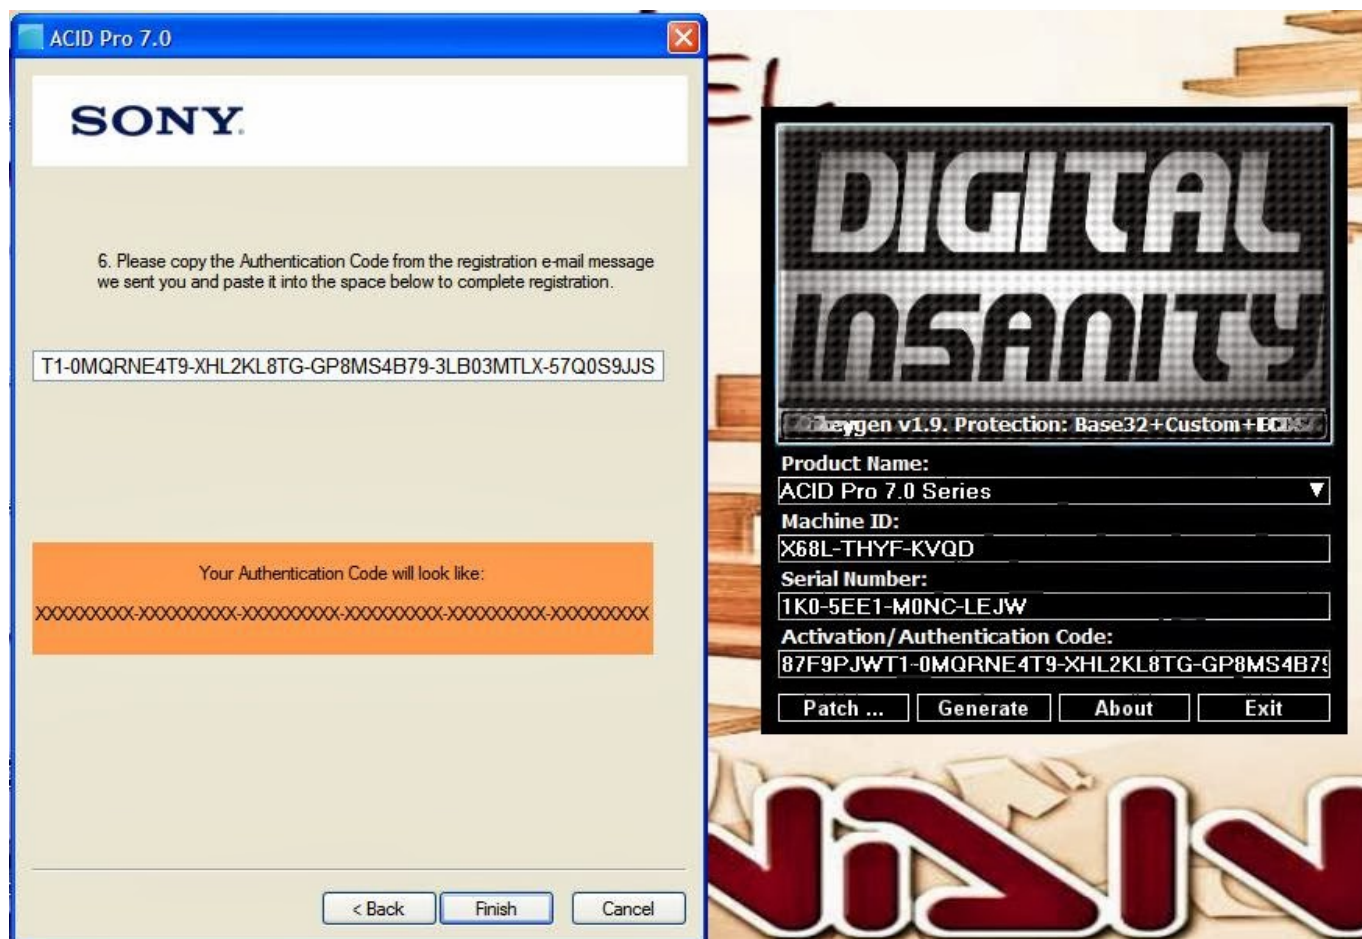 ACID Pro 7.0
SONY
6. Please copy the Authentication Code from the registration e-mail message
we sent you and paste it into the space below to complete registration.
T1-0MQRNE4T9-XHL2KL8TG-GP8MS4B79-3LB03MTLX-57Q0S9JJS
Your Authentication Code will look like:
XXXXXXXXX-XXXXXXXXX-XXXXXXXXX-XXXXXXXXX-XXXXXXXXX-XXXXXXXXX
< Back Finish Cancel
DIGITAL
INSANITY
v1.9. Protection: Base32+Custom+
Product Name:
ACID Pro 7.0 Series
Machine ID:
X68L-THYF-KVQD
Serial Number:
1K0-5EE1-M0NC-LEJW
Activation/Authentication Code:
87F9PJWT1-0MQRNE4T9-XHL2KL8TG-GP8MS4B79
Patch ... Generate About Exit